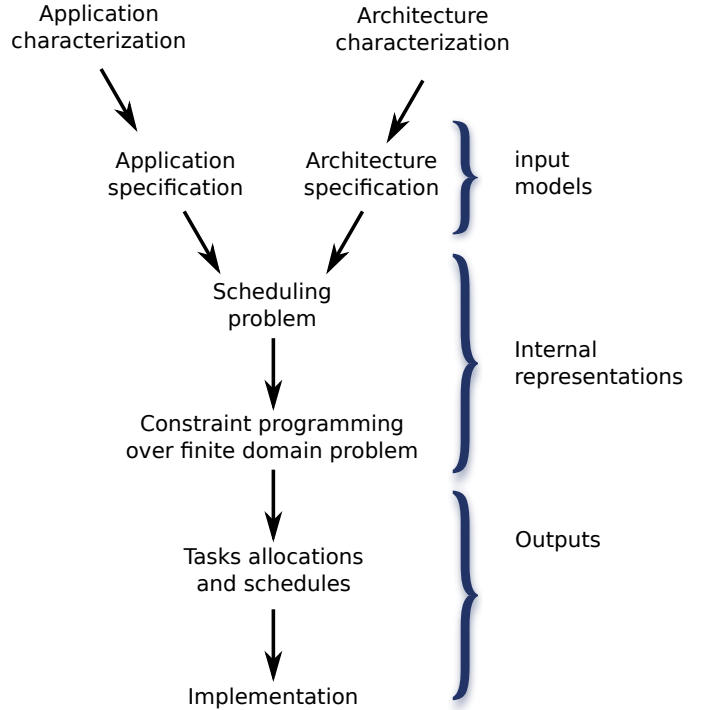 Application
characterization
Architecture
characterization
Application
specification
Architecture
specification
input
models
Scheduling
problem
Internal
representations
Constraint programming
over finite domain problem
Tasks allocations
and schedules
Outputs
Implementation